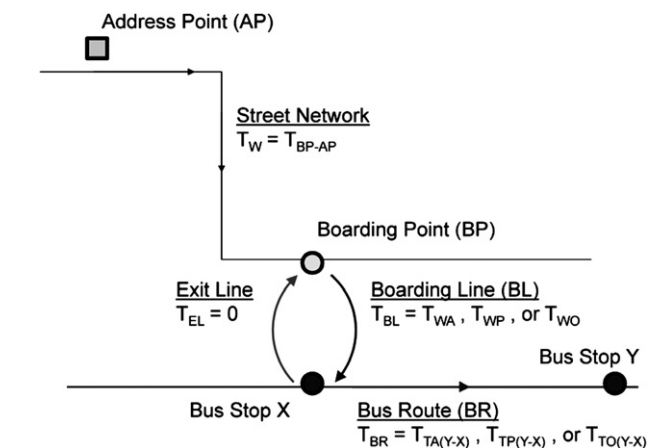 Address Point (AP)
Street Network
T_W = T_BP-AP
Boarding Point (BP)
Exit Line
T_EL = 0
Boarding Line (BL)
T_BL = T_WA , T_WP , or T_WO
Bus Stop Y
Bus Stop X
Bus Route (BR)
T_BR = T_TA(Y-X) , T_TP(Y-X) , or T_TO(Y-X)